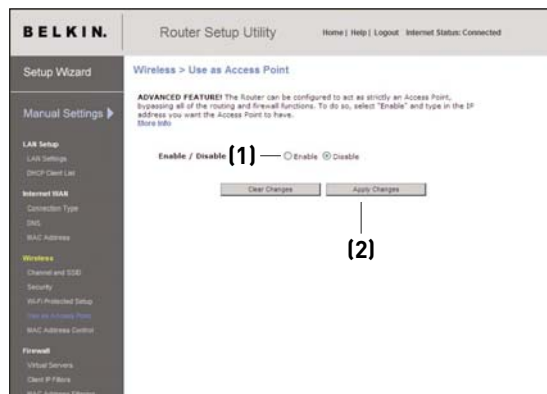 BELKIN.
Router Setup Utility
Home | Help | Logout Internet Status: Connected
Setup Wizard
Manual Settings
LAN Setup
LAN Settings
DHCP Client List
Internet WAN
Connection Type
DNS
MAC Address
Wireless
Channel and SSID
Security
Wi-Fi Protected Setup
Use as Access Point
MAC Address Control
Firewall
Virtual Servers
Client IP Filters
MAC Address Filtering
Wireless > Use as Access Point
ADVANCED FEATURE! The Router can be configured to act as strictly an Access Point,
bypassing all of the routing and firewall functions. To do so, select "Enable" and type in the IP
address you want the Access Point to have.
More Info
Enable / Disable (1) Enable Disable
Clear Changes Apply Changes
(2)